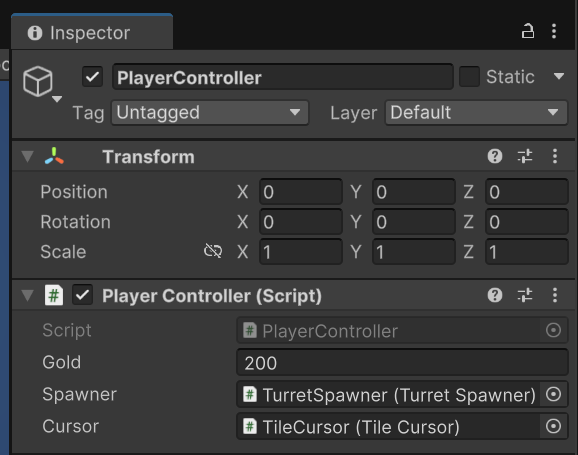 Inspector
PlayerController Static
Tag Untagged Layer Default
Transform
Position X 0 Y 0 Z 0
Rotation X 0 Y 0 Z 0
Scale X 1 Y 1 Z 1
# Player Controller (Script)
Script # PlayerController
Gold 200
Spawner # TurretSpawner (Turret Spawner)
Cursor # TileCursor (Tile Cursor)